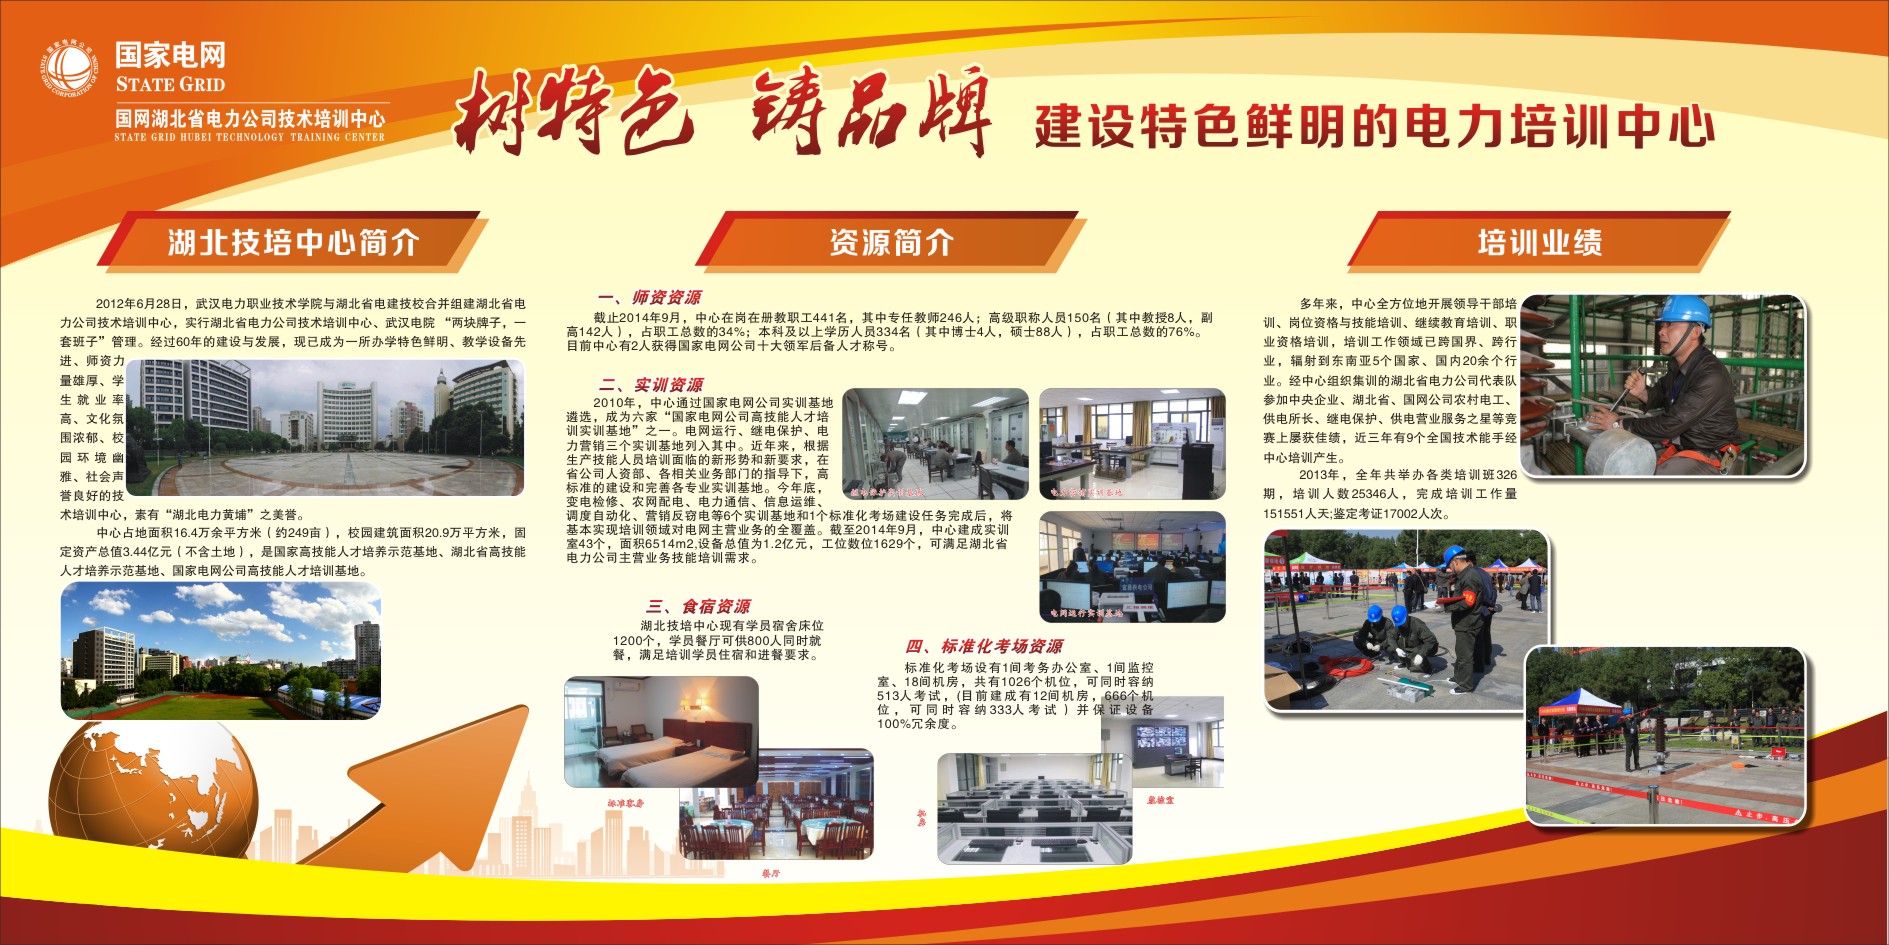 国家电网
STATE GRID
国网湖北省电力公司技术培训中心
STATE GRID HUBEI TECHNOLOGY TRAINING CENTER
树特色 铸品牌 建设特色鲜明的电力培训中心
湖北技培中心简介
2012年6月28日，武汉电力职业技术学院与湖北省电建技校合并组建湖北省电
力公司技术培训中心，实行湖北省电力公司技术培训中心、武汉电院 “两块牌子，一
套班子”管理。经过60年的建设与发展，现已成为一所办学特色鲜明、教学设备先
进、师资力
量雄厚、学
生就业率
高、文化氛
围浓郁、校
园环境幽
雅、社会声
誉良好的技
术培训中心，素有“湖北电力黄埔”之美誉。
中心占地面积16.4万余平方米（约249亩），校园建筑面积20.9万平方米，固
定资产总值3.44亿元（不含土地），是国家高技能人才培养示范基地、湖北省高技能
人才培养示范基地、国家电网公司高技能人才培训基地。
资源简介
一、师资资源
截止2014年9月，中心在岗在册教职工441名，其中专任教师246人；高级职称人员150名（其中教授8人，副
高142人），占职工总数的34%；本科及以上学历人员334名（其中博士4人，硕士88人），占职工总数的76%。
目前中心有2人获得国家电网公司十大领军后备人才称号。
二、实训资源
2010年，中心通过国家电网公司实训基地
遴选，成为六家“国家电网公司高技能人才培
训实训基地”之一。电网运行、继电保护、电
力营销三个实训基地列入其中。近年来，根据
生产技能人员培训面临的新形势和新要求，在
省公司人资部、各相关业务部门的指导下，高
标准的建设和完善各专业实训基地。今年底，
变电检修、农网配电、电力通信、信息运维、
调度自动化、营销反窃电等6个实训基地和1个标准化考场建设任务完成后，将
基本实现培训领域对电网主营业务的全覆盖。截至2014年9月，中心建成实训
室43个，面积6514m2,设备总值为1.2亿元，工位数位1629个，可满足湖北省
电力公司主营业务技能培训需求。
继电保护实训基地
电力营销实训基地
电网运行实训基地
三、食宿资源
湖北技培中心现有学员宿舍床位
1200个，学员餐厅可供800人同时就
餐，满足培训学员住宿和进餐要求。
标准客房
餐厅
四、标准化考场资源
标准化考场设有1间考务办公室、1间监控
室、18间机房，共有1026个机位，可同时容纳
513人考试，(目前建成有12间机房，666个机
位，可同时容纳333人考试）并保证设备
100%冗余度。
机房
监控室
培训业绩
多年来，中心全方位地开展领导干部培
训、岗位资格与技能培训、继续教育培训、职
业资格培训，培训工作领域已跨国界、跨行
业，辐射到东南亚5个国家、国内20余个行
业。经中心组织集训的湖北省电力公司代表队
参加中央企业、湖北省、国网公司农村电工、
供电所长、继电保护、供电营业服务之星等竞
赛上屡获佳绩，近三年有9个全国技术能手经
中心培训产生。
2013年，全年共举办各类培训班326
期，培训人数25346人，完成培训工作量
151551人天;鉴定考证17002人次。
止步，高压